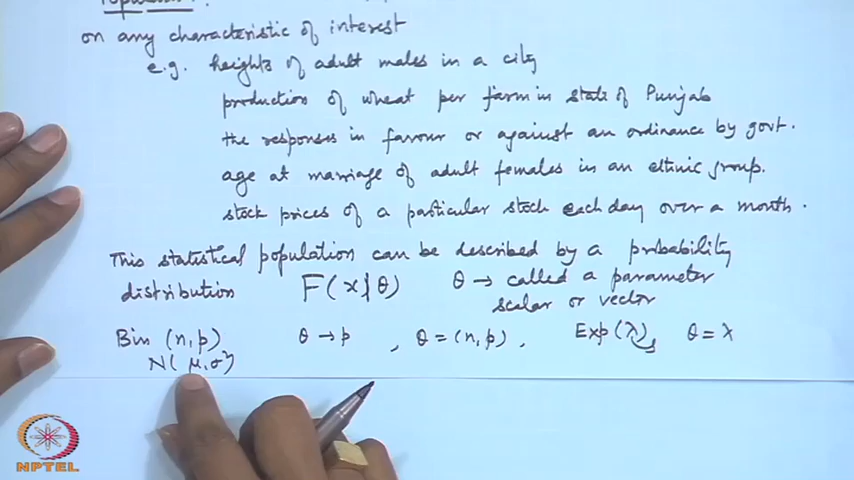 Population:
on any characteristic of interest
e.g. heights of adult males in a city
production of wheat per farm in state of Punjab
the responses in favour or against an ordinance by govt.
age at marriage of adult females in an ethnic group.
stock prices of a particular stock each day over a month.
This statistical population can be described by a probability
distribution F(x|θ) θ → called a parameter
scalar or vector
Bin (n,p) θ → p , θ = (n,p) , Exp(λ), θ = λ
N(μ,σ²)
NPTEL